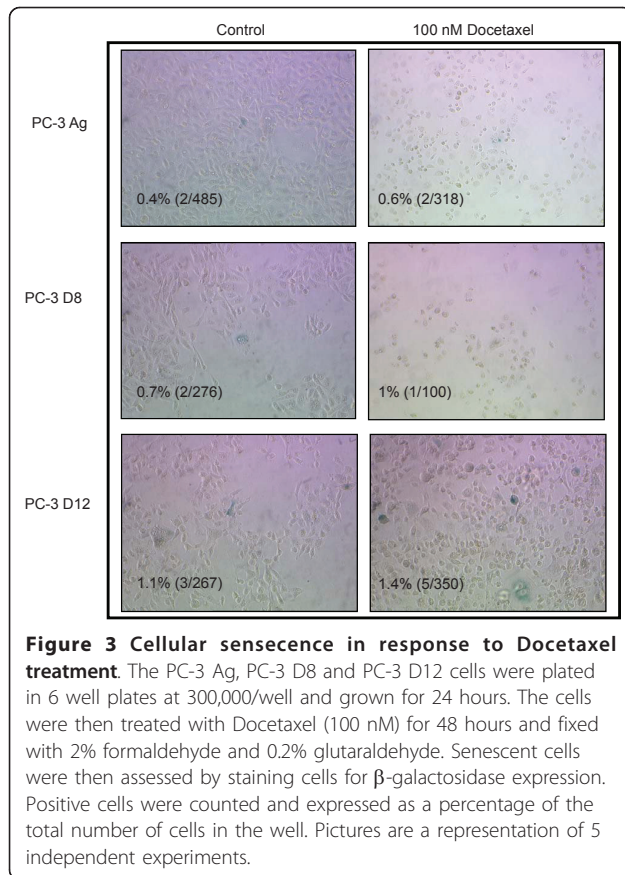 Control 100 nM Docetaxel
PC-3 Ag
0.4% (2/485) 0.6% (2/318)
PC-3 D8
0.7% (2/276) 1% (1/100)
PC-3 D12
1.1% (3/267) 1.4% (5/350)
Figure 3 Cellular sensecence in response to Docetaxel
treatment. The PC-3 Ag, PC-3 D8 and PC-3 D12 cells were plated
in 6 well plates at 300,000/well and grown for 24 hours. The cells
were then treated with Docetaxel (100 nM) for 48 hours and fixed
with 2% formaldehyde and 0.2% glutaraldehyde. Senescent cells
were then assessed by staining cells for β-galactosidase expression.
Positive cells were counted and expressed as a percentage of the
total number of cells in the well. Pictures are a representation of 5
independent experiments.